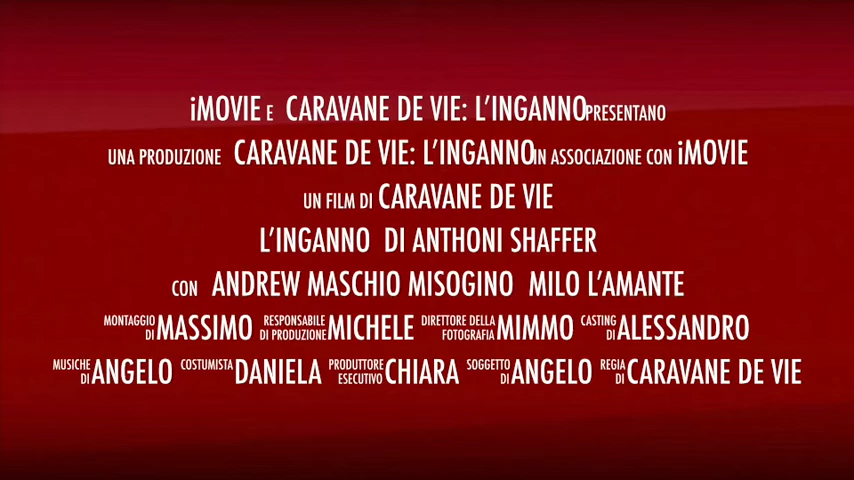 iMOVIE E CARAVANE DE VIE: L'INGANNO PRESENTANO
UNA PRODUZIONE CARAVANE DE VIE: L'INGANNO IN ASSOCIAZIONE CON iMOVIE
UN FILM DI CARAVANE DE VIE
L'INGANNO DI ANTHONI SHAFFER
CON ANDREW MASCHIO MISOGINO MILO L'AMANTE
MONTAGGIO DI MASSIMO RESPONSABILE DI PRODUZIONE MICHELE DIRETTORE DELLA FOTOGRAFIA MIMMO CASTING DI ALESSANDRO
MUSICHE DI ANGELO COSTUMISTA DANIELA PRODUTTORE ESECUTIVO CHIARA SOGGETTO DI ANGELO REGIA DI CARAVANE DE VIE